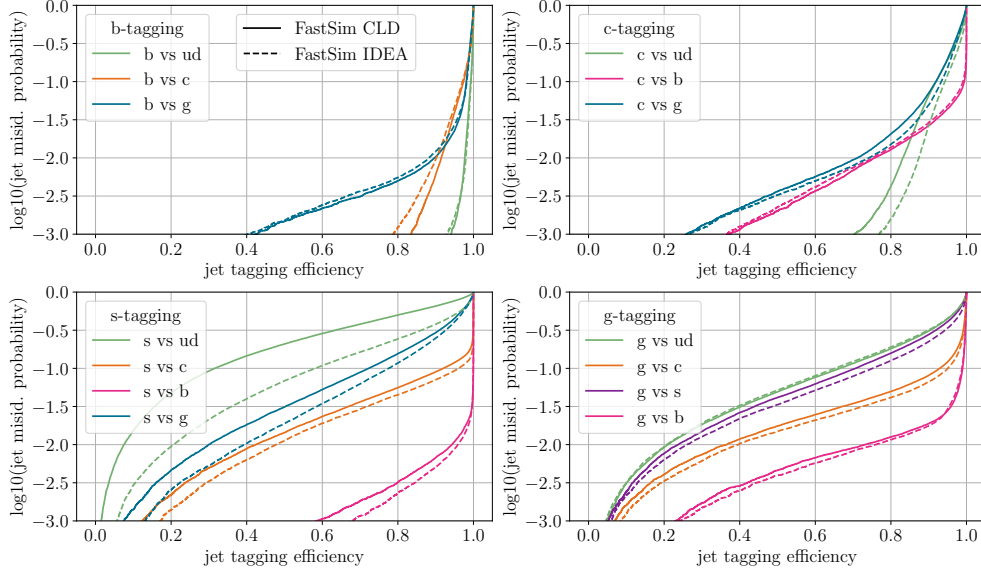 b-tagging
b vs ud
b vs c
b vs g
FastSim CLD
FastSim IDEA
0.0
−0.5
−1.0
−1.5
−2.0
−2.5
−3.0
log10(jet misid. probability)
0.0 0.2 0.4 0.6 0.8 1.0
jet tagging efficiency
c-tagging
c vs ud
c vs b
c vs g
0.0
−0.5
−1.0
−1.5
−2.0
−2.5
−3.0
log10(jet misid. probability)
0.0 0.2 0.4 0.6 0.8 1.0
jet tagging efficiency
s-tagging
s vs ud
s vs c
s vs b
s vs g
0.0
−0.5
−1.0
−1.5
−2.0
−2.5
−3.0
log10(jet misid. probability)
0.0 0.2 0.4 0.6 0.8 1.0
jet tagging efficiency
g-tagging
g vs ud
g vs c
g vs s
g vs b
0.0
−0.5
−1.0
−1.5
−2.0
−2.5
−3.0
log10(jet misid. probability)
0.0 0.2 0.4 0.6 0.8 1.0
jet tagging efficiency